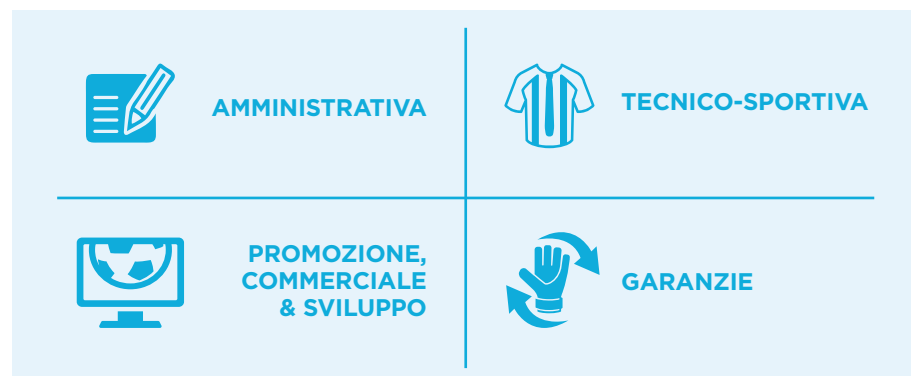 AMMINISTRATIVA
TECNICO-SPORTIVA
PROMOZIONE,
COMMERCIALE
& SVILUPPO
GARANZIE